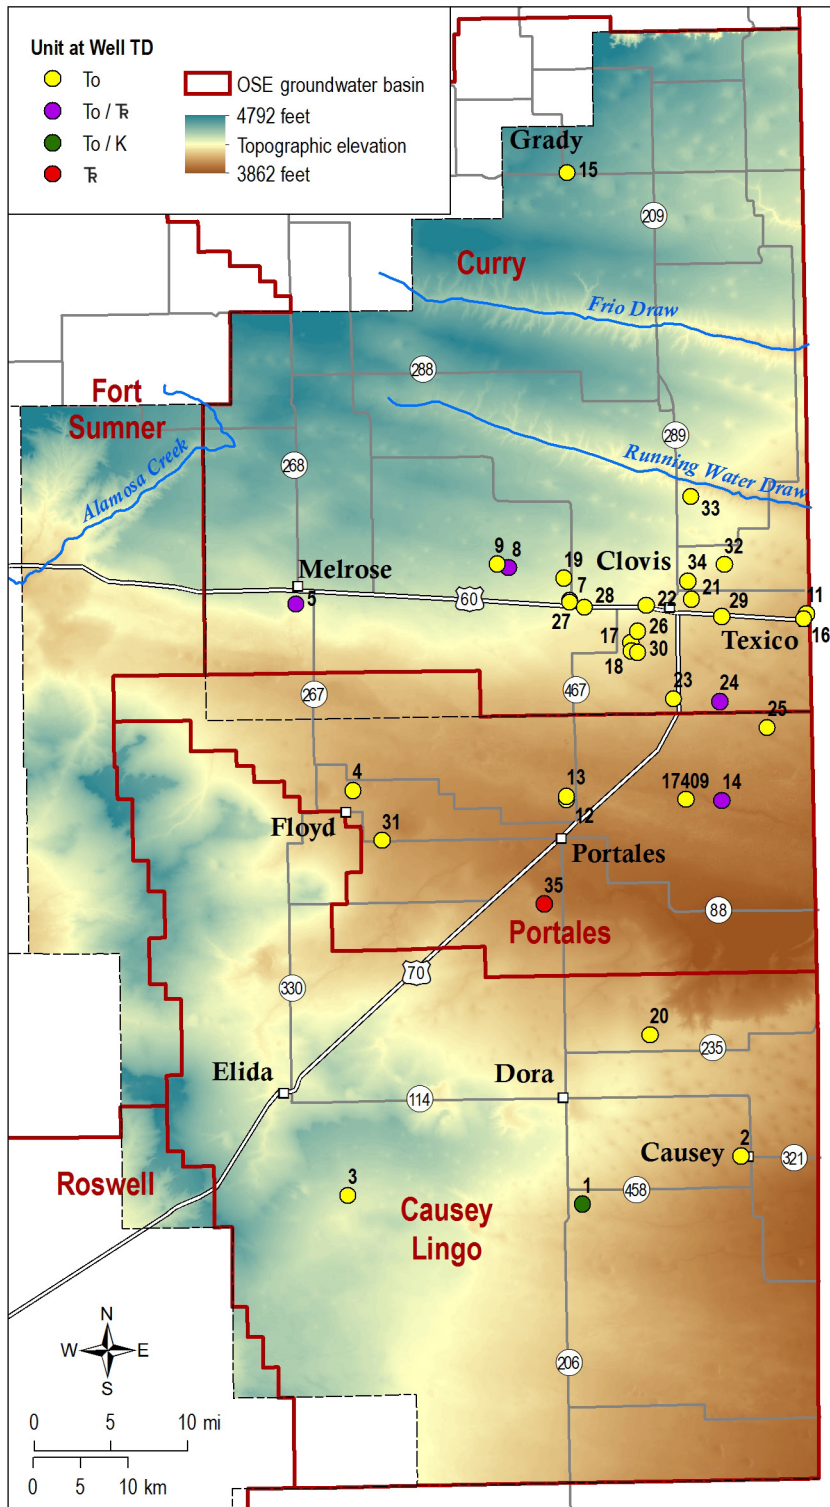 Unit at Well TD
To
To / TR
To / K
TR
OSE groundwater basin
4792 feet
Topographic elevation
3862 feet
Grady
15
209
Curry
Frio Draw
288
Fort
Sumner
289
Alamosa Creek
268
Running Water Draw
33
9
8
19
Clovis
32
34
Melrose
7
21
11
5
60
28
22
29
27
26
Texico
16
17
30
18
267
467
23
24
25
4
13
17409
14
12
Floyd
31
Portales
35
88
Portales
70
330
20
235
Elida
Dora
114
2
Causey
321
Roswell
3
1
458
Causey
Lingo
N
W
E
S
206
0 5 10 mi
0 5 10 km